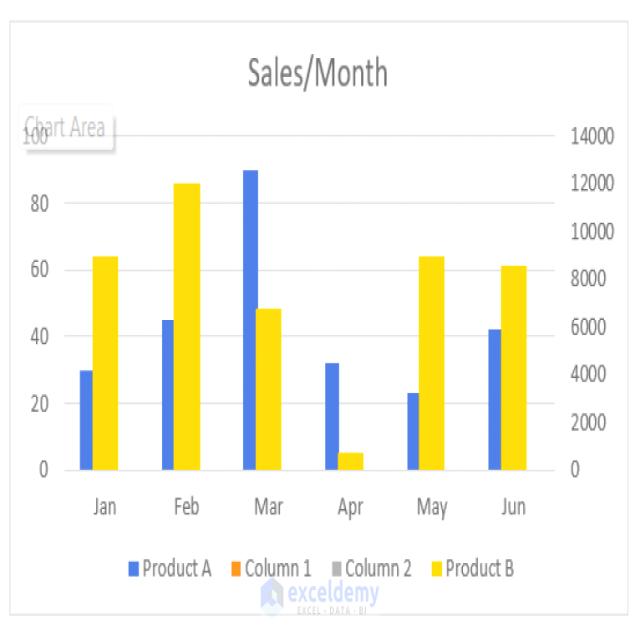 Sales/Month
Chart Area
100
80
60
40
20
0
14000
12000
10000
8000
6000
4000
2000
0
Jan Feb Mar Apr May Jun
Product A Column 1 Column 2 Product B
exceldemy
EXCEL - DATA - BI